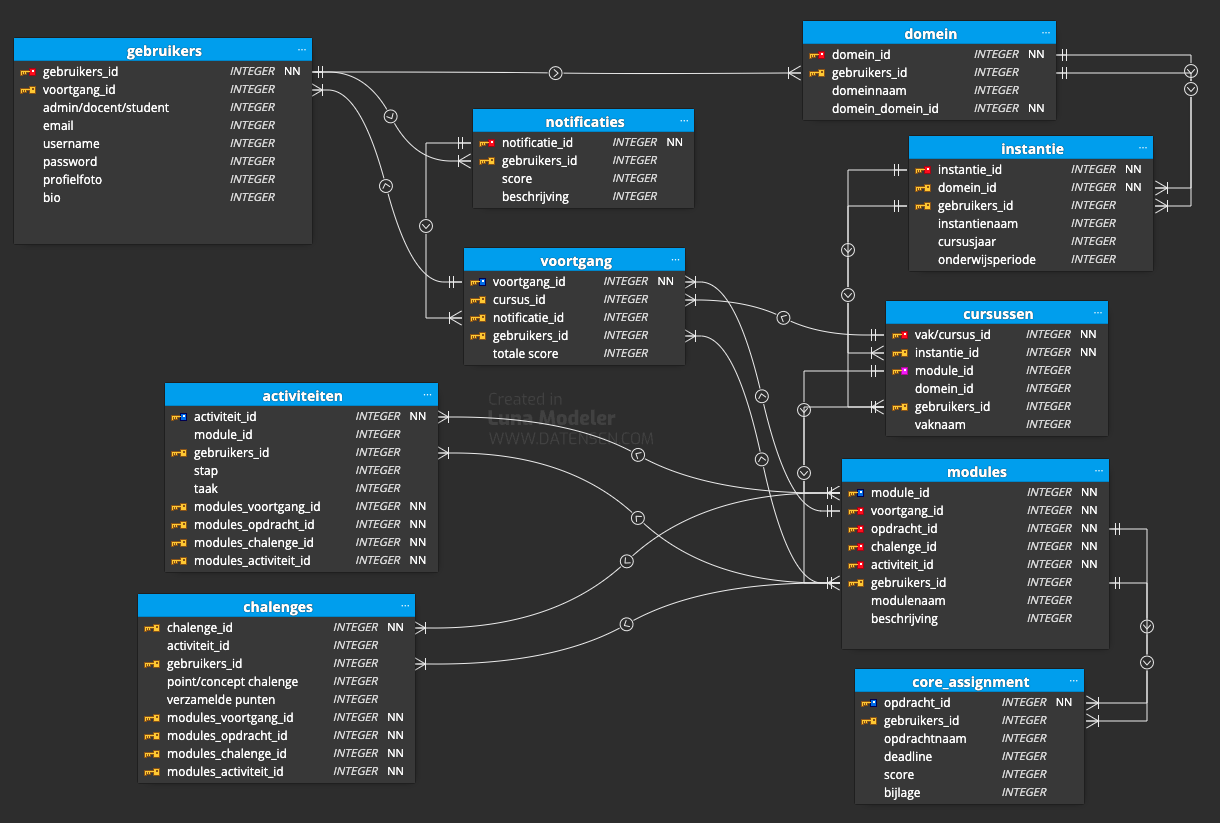 gebruikers ...
gebruikers_id INTEGER NN
voortgang_id INTEGER
admin/docent/student INTEGER
email INTEGER
username INTEGER
password INTEGER
profielfoto INTEGER
bio INTEGER
domein ...
domein_id INTEGER NN
gebruikers_id INTEGER
domeinnaam INTEGER
domein_domein_id INTEGER NN
notificaties ...
notificatie_id INTEGER NN
gebruikers_id INTEGER
score INTEGER
beschrijving INTEGER
instantie ...
instantie_id INTEGER NN
domein_id INTEGER NN
gebruikers_id INTEGER
instantienaam INTEGER
cursusjaar INTEGER
onderwijsperiode INTEGER
voortgang ...
voortgang_id INTEGER NN
cursus_id INTEGER
notificatie_id INTEGER
gebruikers_id INTEGER
totale score INTEGER
cursussen ...
vak/cursus_id INTEGER NN
instantie_id INTEGER NN
module_id INTEGER
domein_id INTEGER
gebruikers_id INTEGER
vaknaam INTEGER
activiteiten ...
activiteit_id INTEGER NN
module_id INTEGER
gebruikers_id INTEGER
stap INTEGER
taak INTEGER
modules_voortgang_id INTEGER NN
modules_opdracht_id INTEGER NN
modules_chalenge_id INTEGER NN
modules_activiteit_id INTEGER NN
Created in
Luna Modeler
WWW.DATENSEN.COM
modules ...
module_id INTEGER NN
voortgang_id INTEGER NN
opdracht_id INTEGER NN
chalenge_id INTEGER NN
activiteit_id INTEGER NN
gebruikers_id INTEGER
modulenaam INTEGER
beschrijving INTEGER
chalenges ...
chalenge_id INTEGER NN
activiteit_id INTEGER
gebruikers_id INTEGER
point/concept chalenge INTEGER
verzamelde punten INTEGER
modules_voortgang_id INTEGER NN
modules_opdracht_id INTEGER NN
modules_chalenge_id INTEGER NN
modules_activiteit_id INTEGER NN
core_assignment ...
opdracht_id INTEGER NN
gebruikers_id INTEGER
opdrachtnaam INTEGER
deadline INTEGER
score INTEGER
bijlage INTEGER